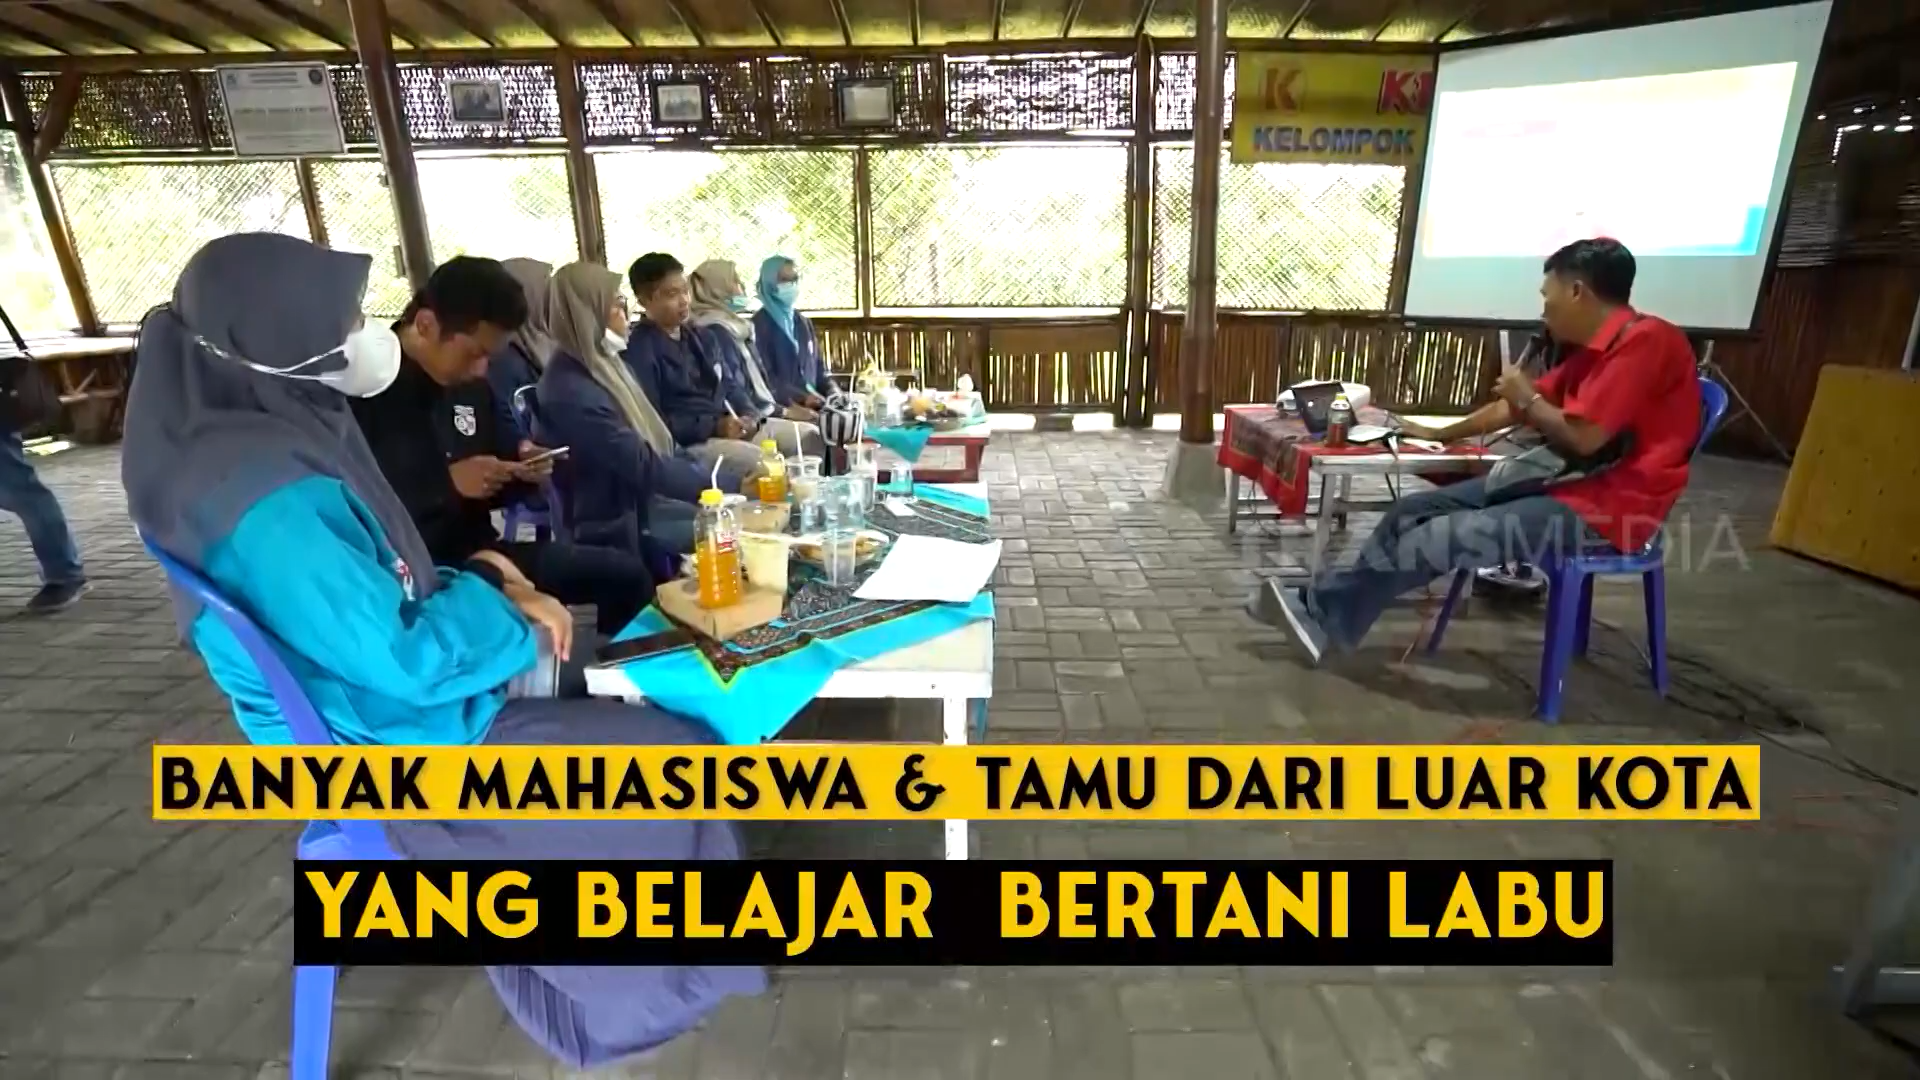 K K
KELOMPOK
TRANSMEDIA
BANYAK MAHASISWA & TAMU DARI LUAR KOTA
YANG BELAJAR BERTANI LABU